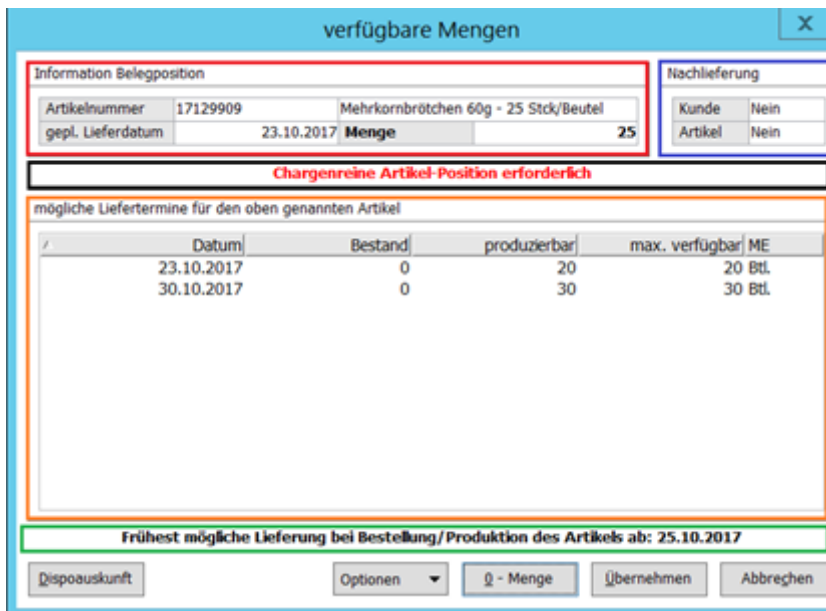 verfügbare Mengen
X
Information Belegposition
Nachlieferung
Artikelnummer 17129909 Mehrkornbrötchen 60g - 25 Stck/Beutel Kunde Nein
gepl. Lieferdatum 23.10.2017 Menge 25 Artikel Nein
Chargenreine Artikel-Position erforderlich
mögliche Liefertermine für den oben genannten Artikel
Datum Bestand produzierbar max. verfügbar ME
23.10.2017 0 20 20 Btl.
30.10.2017 0 30 30 Btl.
Frühest mögliche Lieferung bei Bestellung/Produktion des Artikels ab: 25.10.2017
Dispoauskunft Optionen 0 - Menge Übernehmen Abbrechen